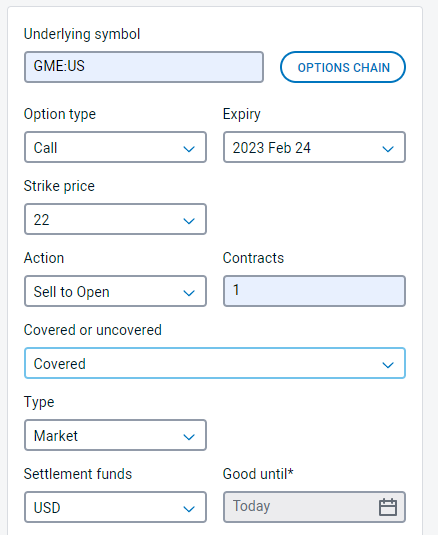 Underlying symbol
GME:US
OPTIONS CHAIN
Option type
Expiry
Call
2023 Feb 24
Strike price
22
Action
Contracts
Sell to Open
1
Covered or uncovered
Covered
Type
Market
Settlement funds
Good until*
USD
Today